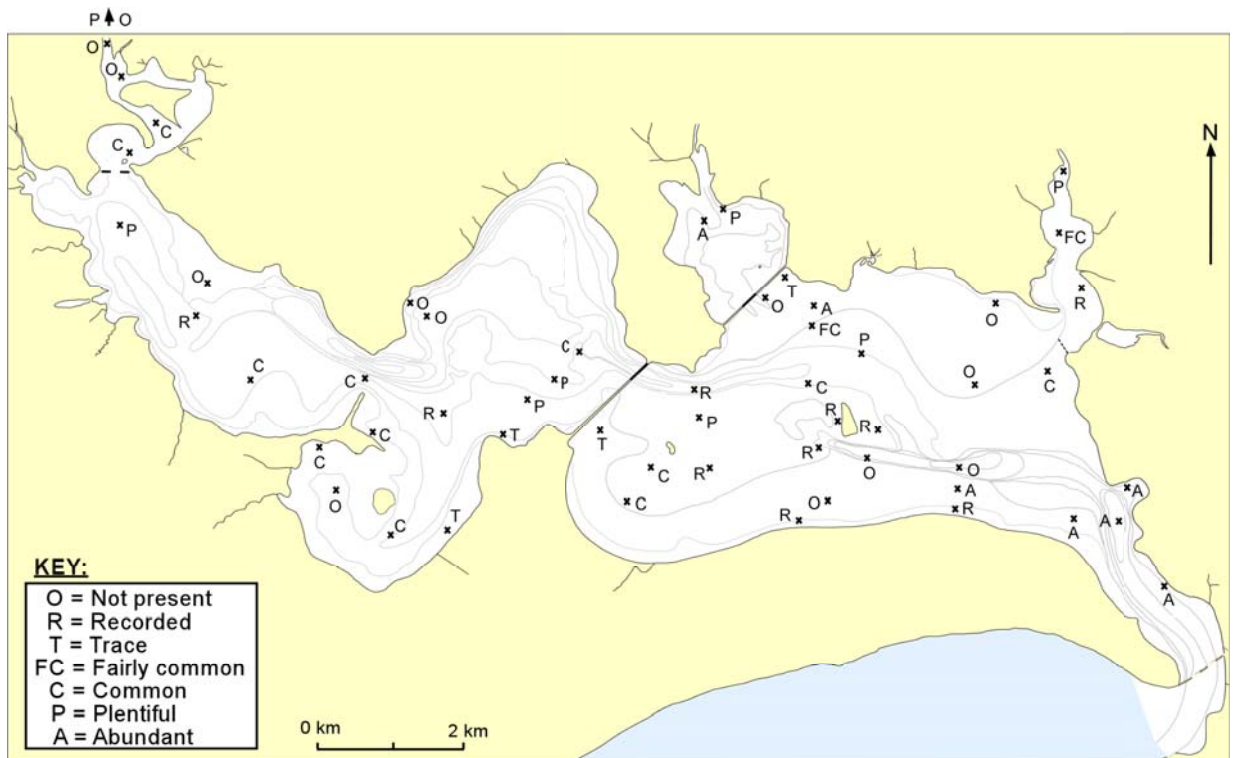 P O
O
O
C
C
P
O
R
C
C
C
C
O
C
T
O
O
C
P
P
R
T
P
A
T
O
A
FC
P
C
R
P
T
C
R
C
R
R
R
O
O
R
O
O
O
A
R
P
FC
R
C
A
A
A
A
N
KEY:
O = Not present
R = Recorded
T = Trace
FC = Fairly common
C = Common
P = Plentiful
A = Abundant
0 km 2 km